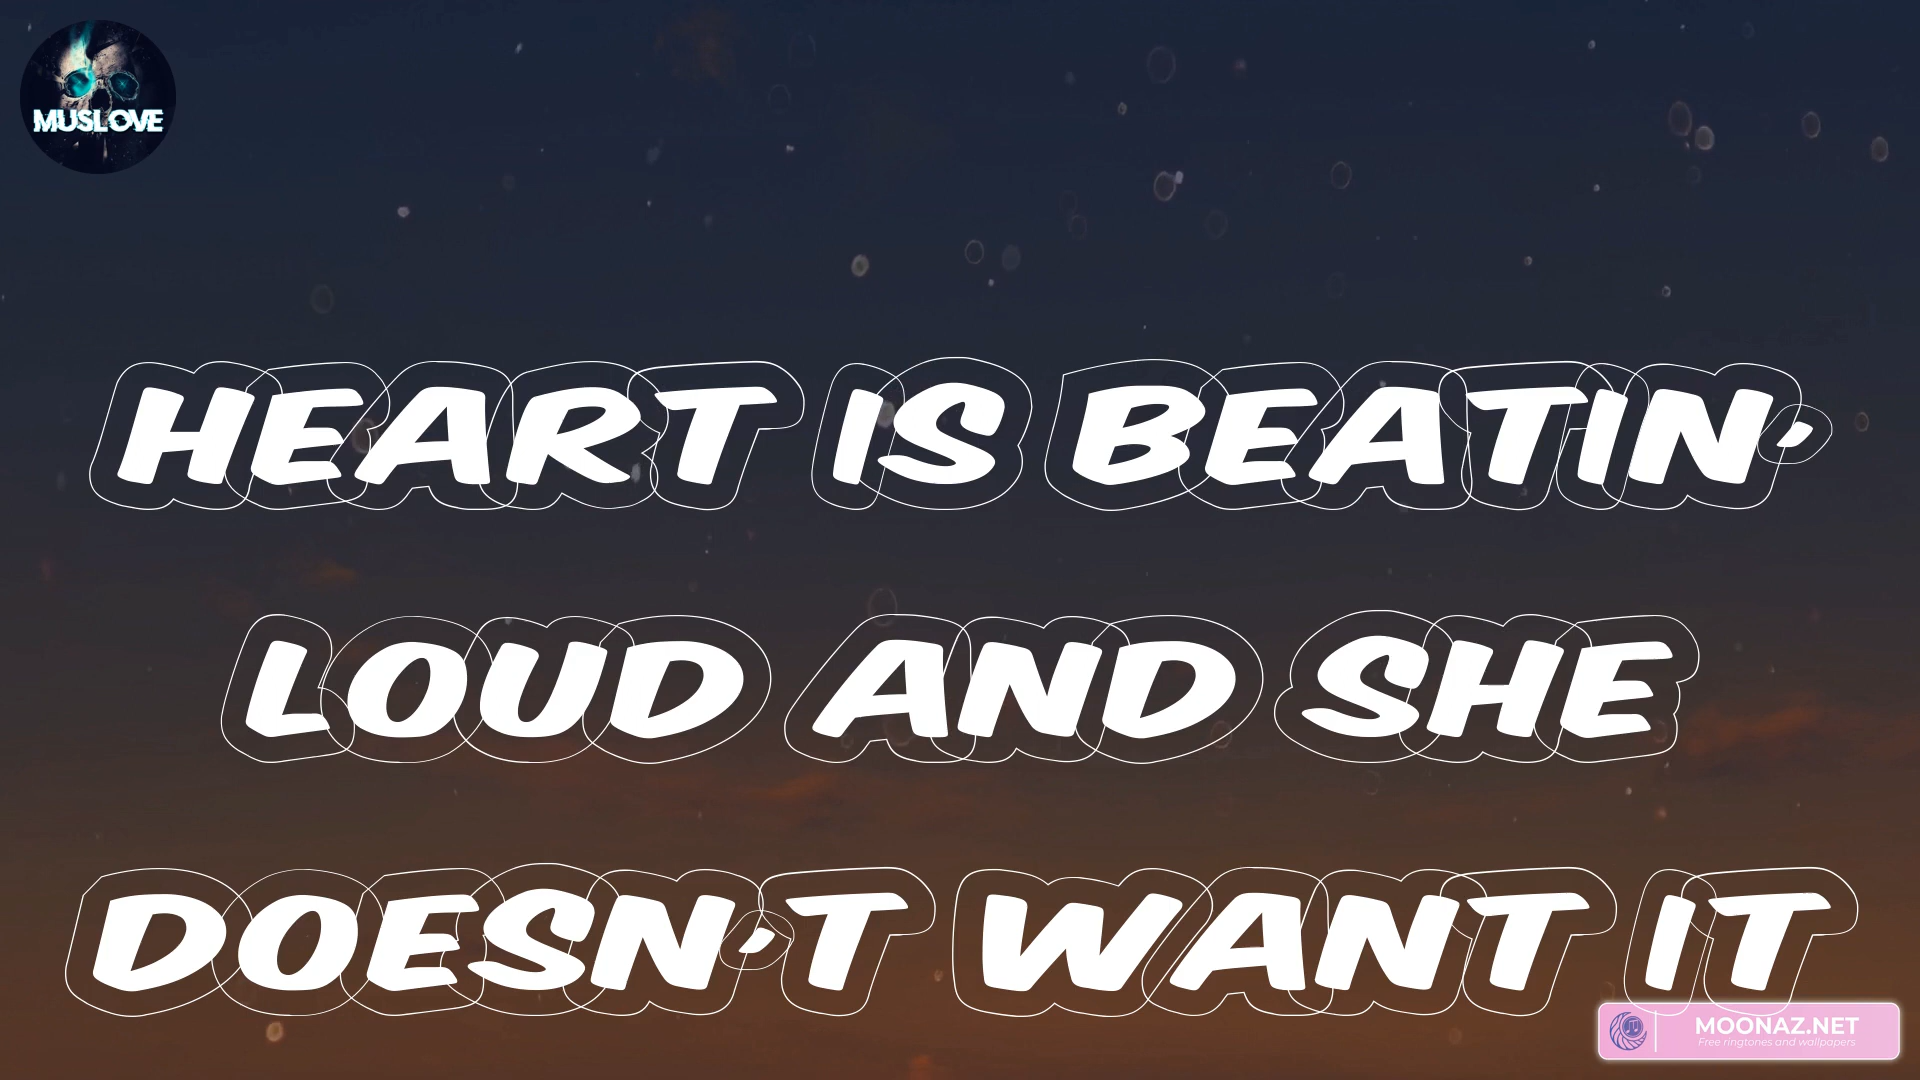 MUSLOVE
HEART IS BEATIN'
LOUD AND SHE
DOESN'T WANT IT
MOONAZ.NET
Free ringtones and wallpapers